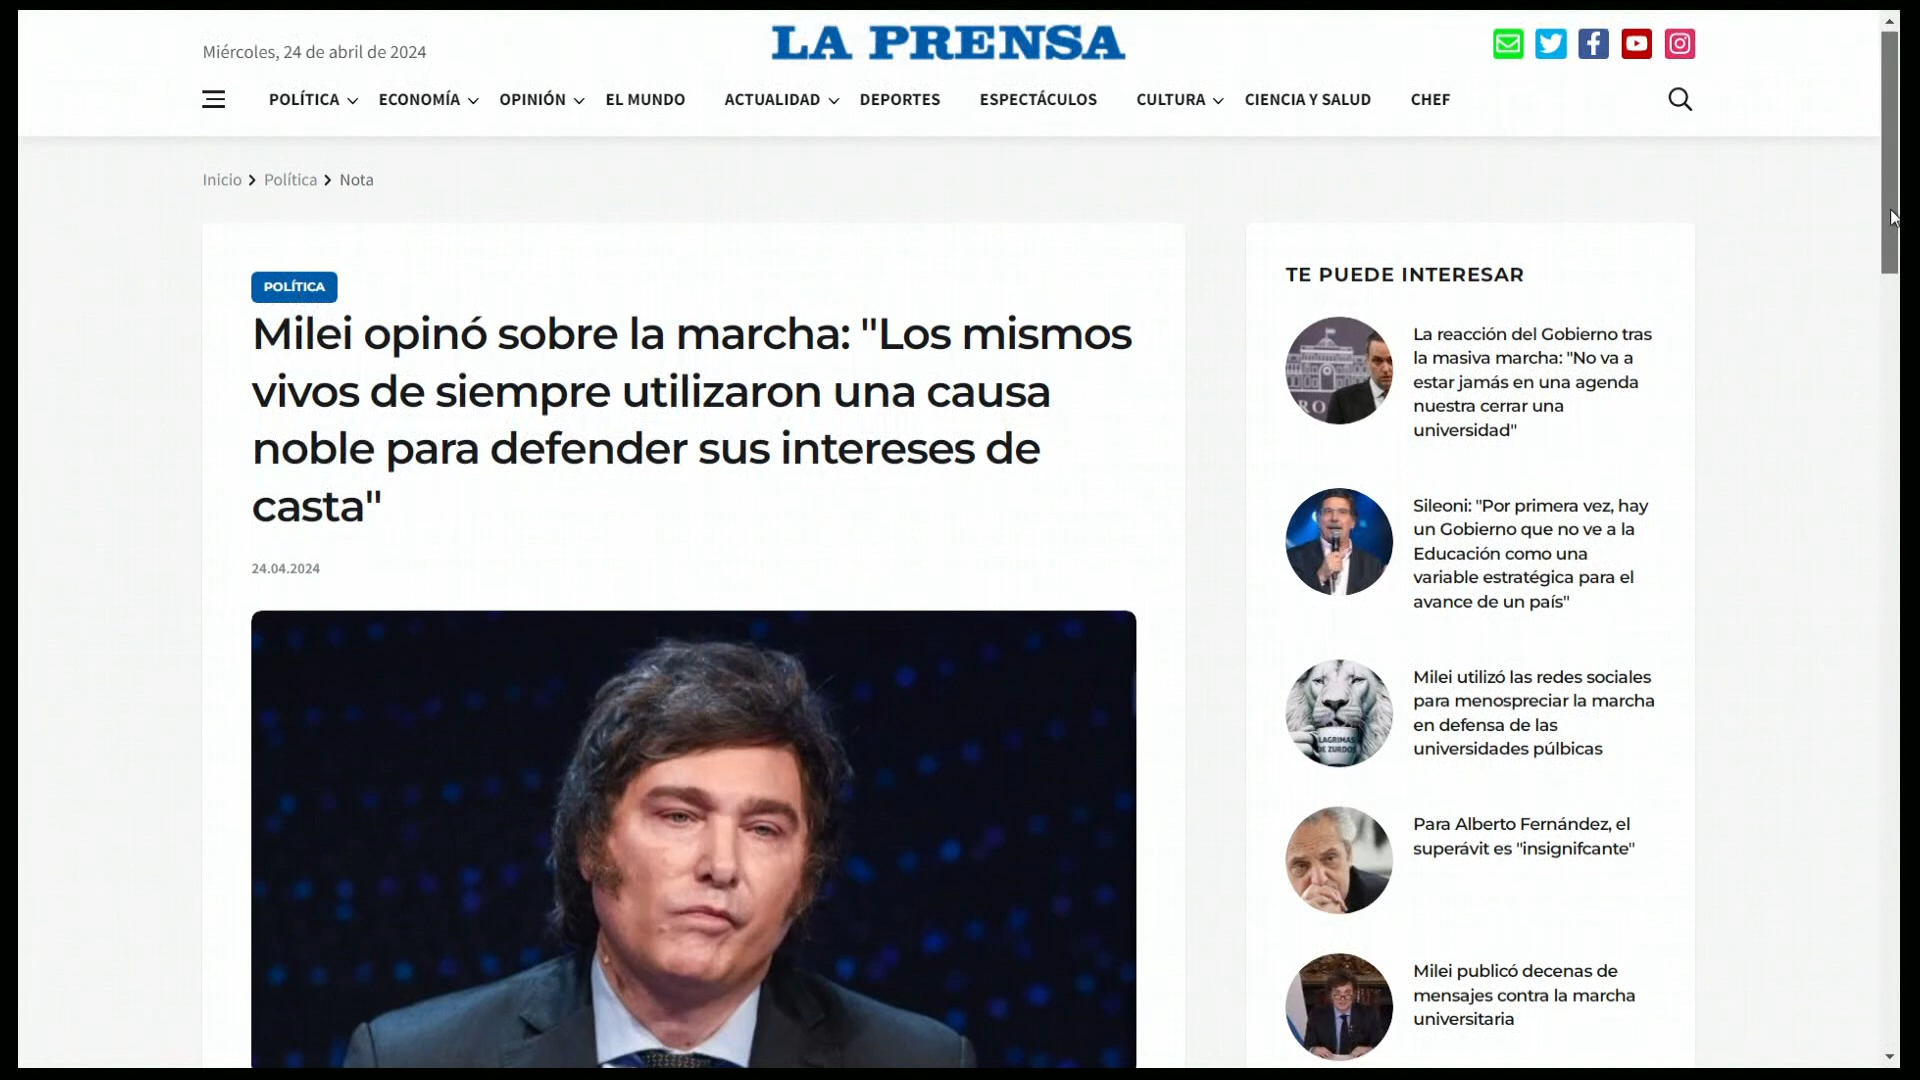 Miércoles, 24 de abril de 2024
LA PRENSA
POLÍTICA ECONOMÍA OPINIÓN EL MUNDO ACTUALIDAD DEPORTES ESPECTÁCULOS CULTURA CIENCIA Y SALUD CHEF
Inicio Política Nota
POLÍTICA
Milei opinó sobre la marcha: "Los mismos
vivos de siempre utilizaron una causa
noble para defender sus intereses de
casta"
24.04.2024
TE PUEDE INTERESAR
La reacción del Gobierno tras
la masiva marcha: "No va a
estar jamás en una agenda
nuestra cerrar una
universidad"
RO
Sileoni: "Por primera vez, hay
un Gobierno que no ve a la
Educación como una
variable estratégica para el
avance de un país"
Milei utilizó las redes sociales
para menospreciar la marcha
en defensa de las
universidades púlbicas
LAGRIMAS
DE ZURDOS
Para Alberto Fernández, el
superávit es "insignifcante"
Milei publicó decenas de
mensajes contra la marcha
universitaria